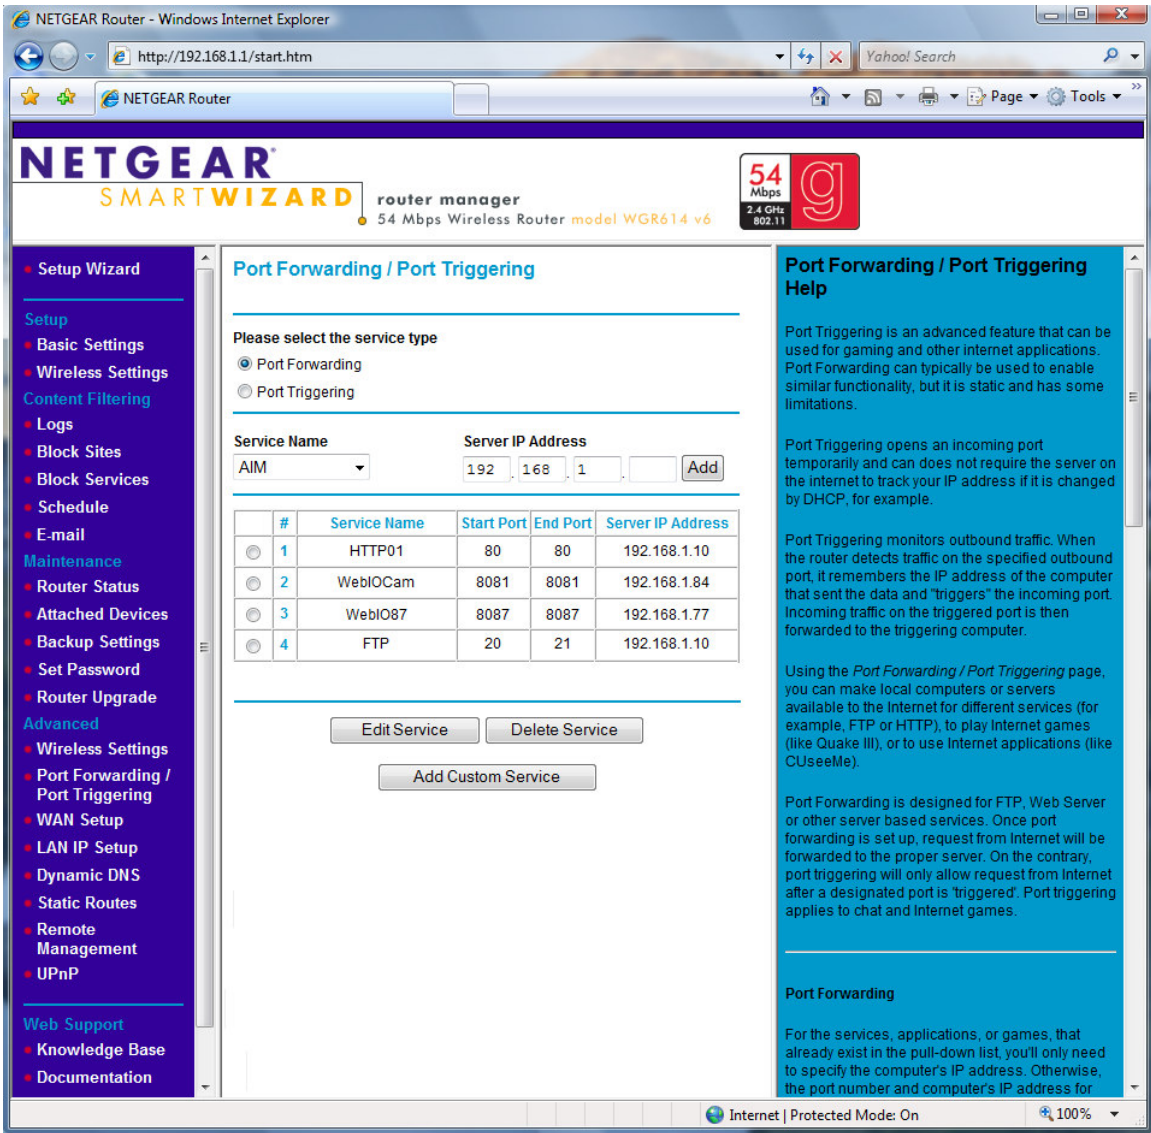 NETGEAR Router - Windows Internet Explorer
http://192.168.1.1/start.htm
Yahoo! Search
NETGEAR Router
Page
Tools
NETGEAR
SMARTWIZARD
router manager
54 Mbps Wireless Router model WGR614 v6
54
Mbps
2.4 GHz
802.11
g
Setup Wizard
Setup
Basic Settings
Wireless Settings
Content Filtering
Logs
Block Sites
Block Services
Schedule
E-mail
Maintenance
Router Status
Attached Devices
Backup Settings
Set Password
Router Upgrade
Advanced
Wireless Settings
Port Forwarding /
Port Triggering
WAN Setup
LAN IP Setup
Dynamic DNS
Static Routes
Remote
Management
UPnP
Web Support
Knowledge Base
Documentation
Port Forwarding / Port Triggering
Please select the service type
Port Forwarding
Port Triggering
Service Name Server IP Address
AIM 192 . 168 . 1 . Add
# Service Name Start Port End Port Server IP Address
1 HTTP01 80 80 192.168.1.10
2 WebIOCam 8081 8081 192.168.1.84
3 WebIO87 8087 8087 192.168.1.77
4 FTP 20 21 192.168.1.10
Edit Service Delete Service
Add Custom Service
Port Forwarding / Port Triggering
Help
Port Triggering is an advanced feature that can be
used for gaming and other internet applications.
Port Forwarding can typically be used to enable
similar functionality, but it is static and has some
limitations.
Port Triggering opens an incoming port
temporarily and can does not require the server on
the internet to track your IP address if it is changed
by DHCP, for example.
Port Triggering monitors outbound traffic. When
the router detects traffic on the specified outbound
port, it remembers the IP address of the computer
that sent the data and "triggers" the incoming port.
Incoming traffic on the triggered port is then
forwarded to the triggering computer.
Using the Port Forwarding / Port Triggering page,
you can make local computers or servers
available to the Internet for different services (for
example, FTP or HTTP), to play Internet games
(like Quake III), or to use Internet applications (like
CUseeMe).
Port Forwarding is designed for FTP, Web Server
or other server based services. Once port
forwarding is set up, request from Internet will be
forwarded to the proper server. On the contrary,
port triggering will only allow request from Internet
after a designated port is 'triggered'. Port triggering
applies to chat and Internet games.
Port Forwarding
For the services, applications, or games, that
already exist in the pull-down list, you'll only need
to specify the computer's IP address. Otherwise,
the port number and computer's IP address for
Internet | Protected Mode: On
100%